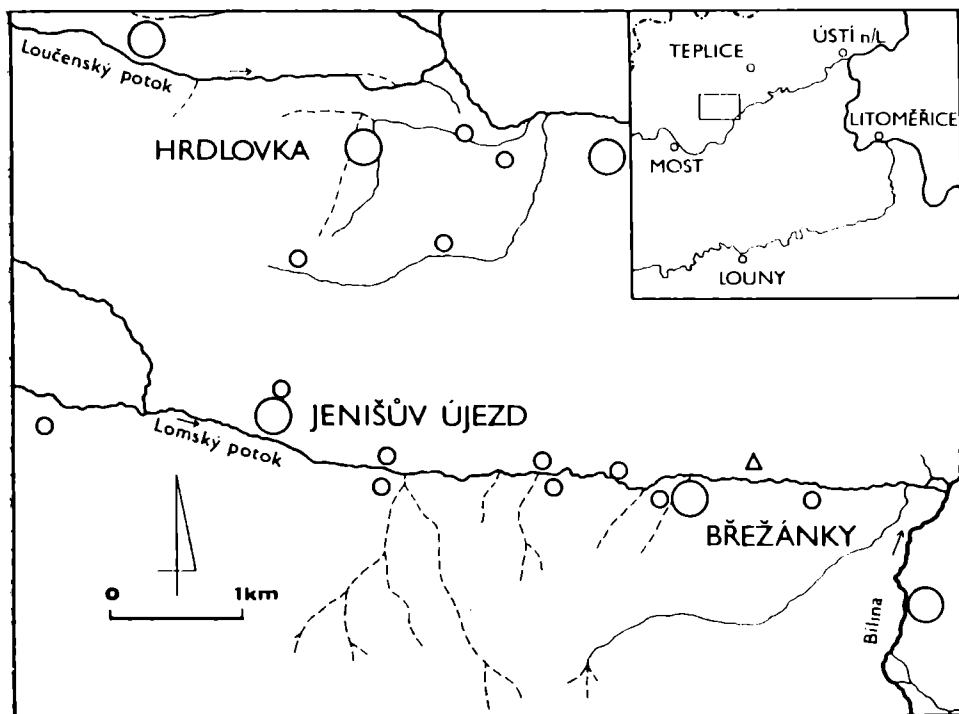 Loučenský potok
HRDLOVKA
TEPLICE
ÚSTÍ n/L
LITOMĚŘICE
MOST
LOUNY
JENIŠŮV ÚJEZD
Lomský potok
BŘEŽÁNKY
0 1km
Bílina